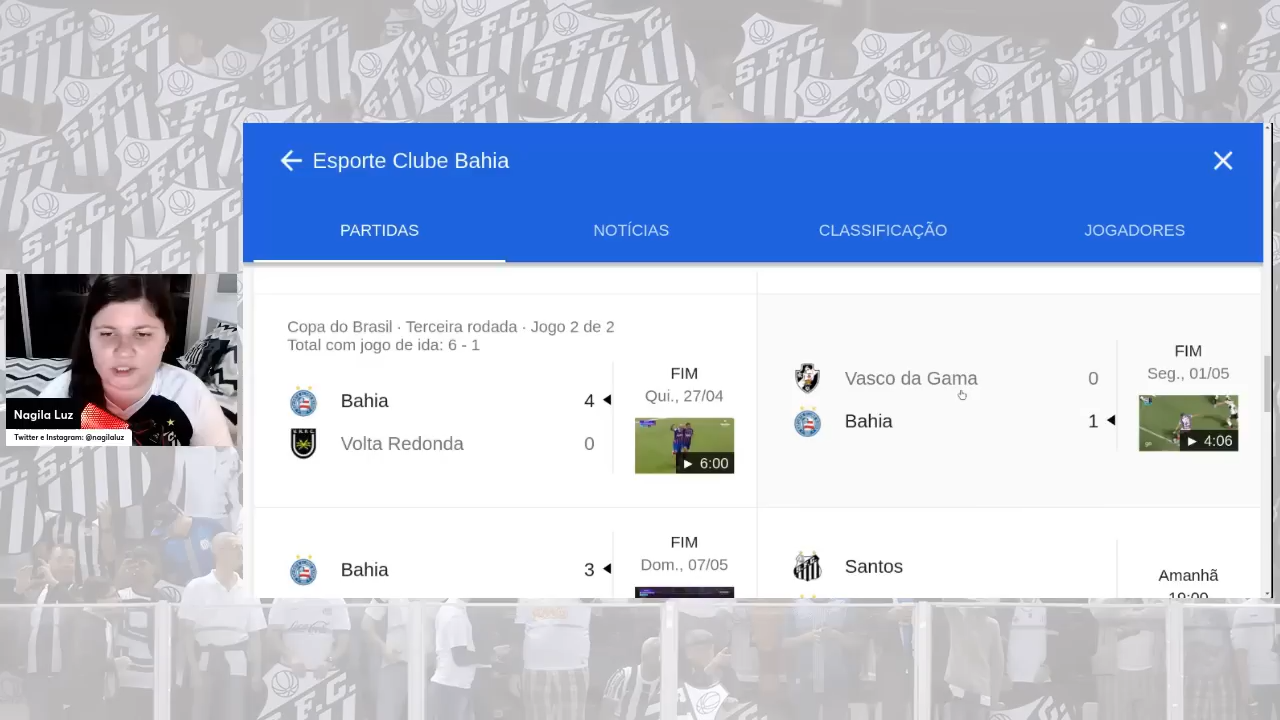 Esporte Clube Bahia
PARTIDAS
NOTÍCIAS
CLASSIFICAÇÃO
JOGADORES
Copa do Brasil · Terceira rodada · Jogo 2 de 2
Total com jogo de ida: 6 - 1
Bahia 4
Volta Redonda 0
FIM
Qui., 27/04
6:00
Vasco da Gama 0
Bahia 1
FIM
Seg., 01/05
4:06
Bahia 3
FIM
Dom., 07/05
Santos
Amanhã
19:00
Nagila Luz
Twitter e Instagram: @nagilaluz
S.F.C.
S.F.C.
S.F.C.
S.F.C.
S.F.C.